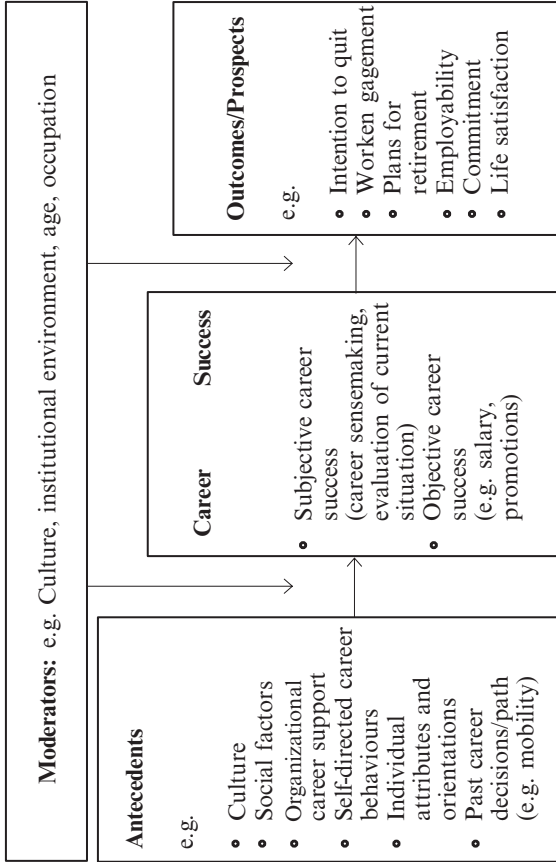 Moderators: e.g. Culture, institutional environment, age, occupation
Antecedents
e.g.
• Culture
• Social factors
• Organizational
career support
• Self-directed career
behaviours
• Individual
attributes and
orientations
• Past career
decisions/path
(e.g. mobility)
Career Success
• Subjective career
success
(career sensemaking,
evaluation of current
situation)
• Objective career
success
(e.g. salary,
promotions)
Outcomes/Prospects
e.g.
• Intention to quit
• Worken gagement
• Plans for
retirement
• Employability
• Commitment
• Life satisfaction